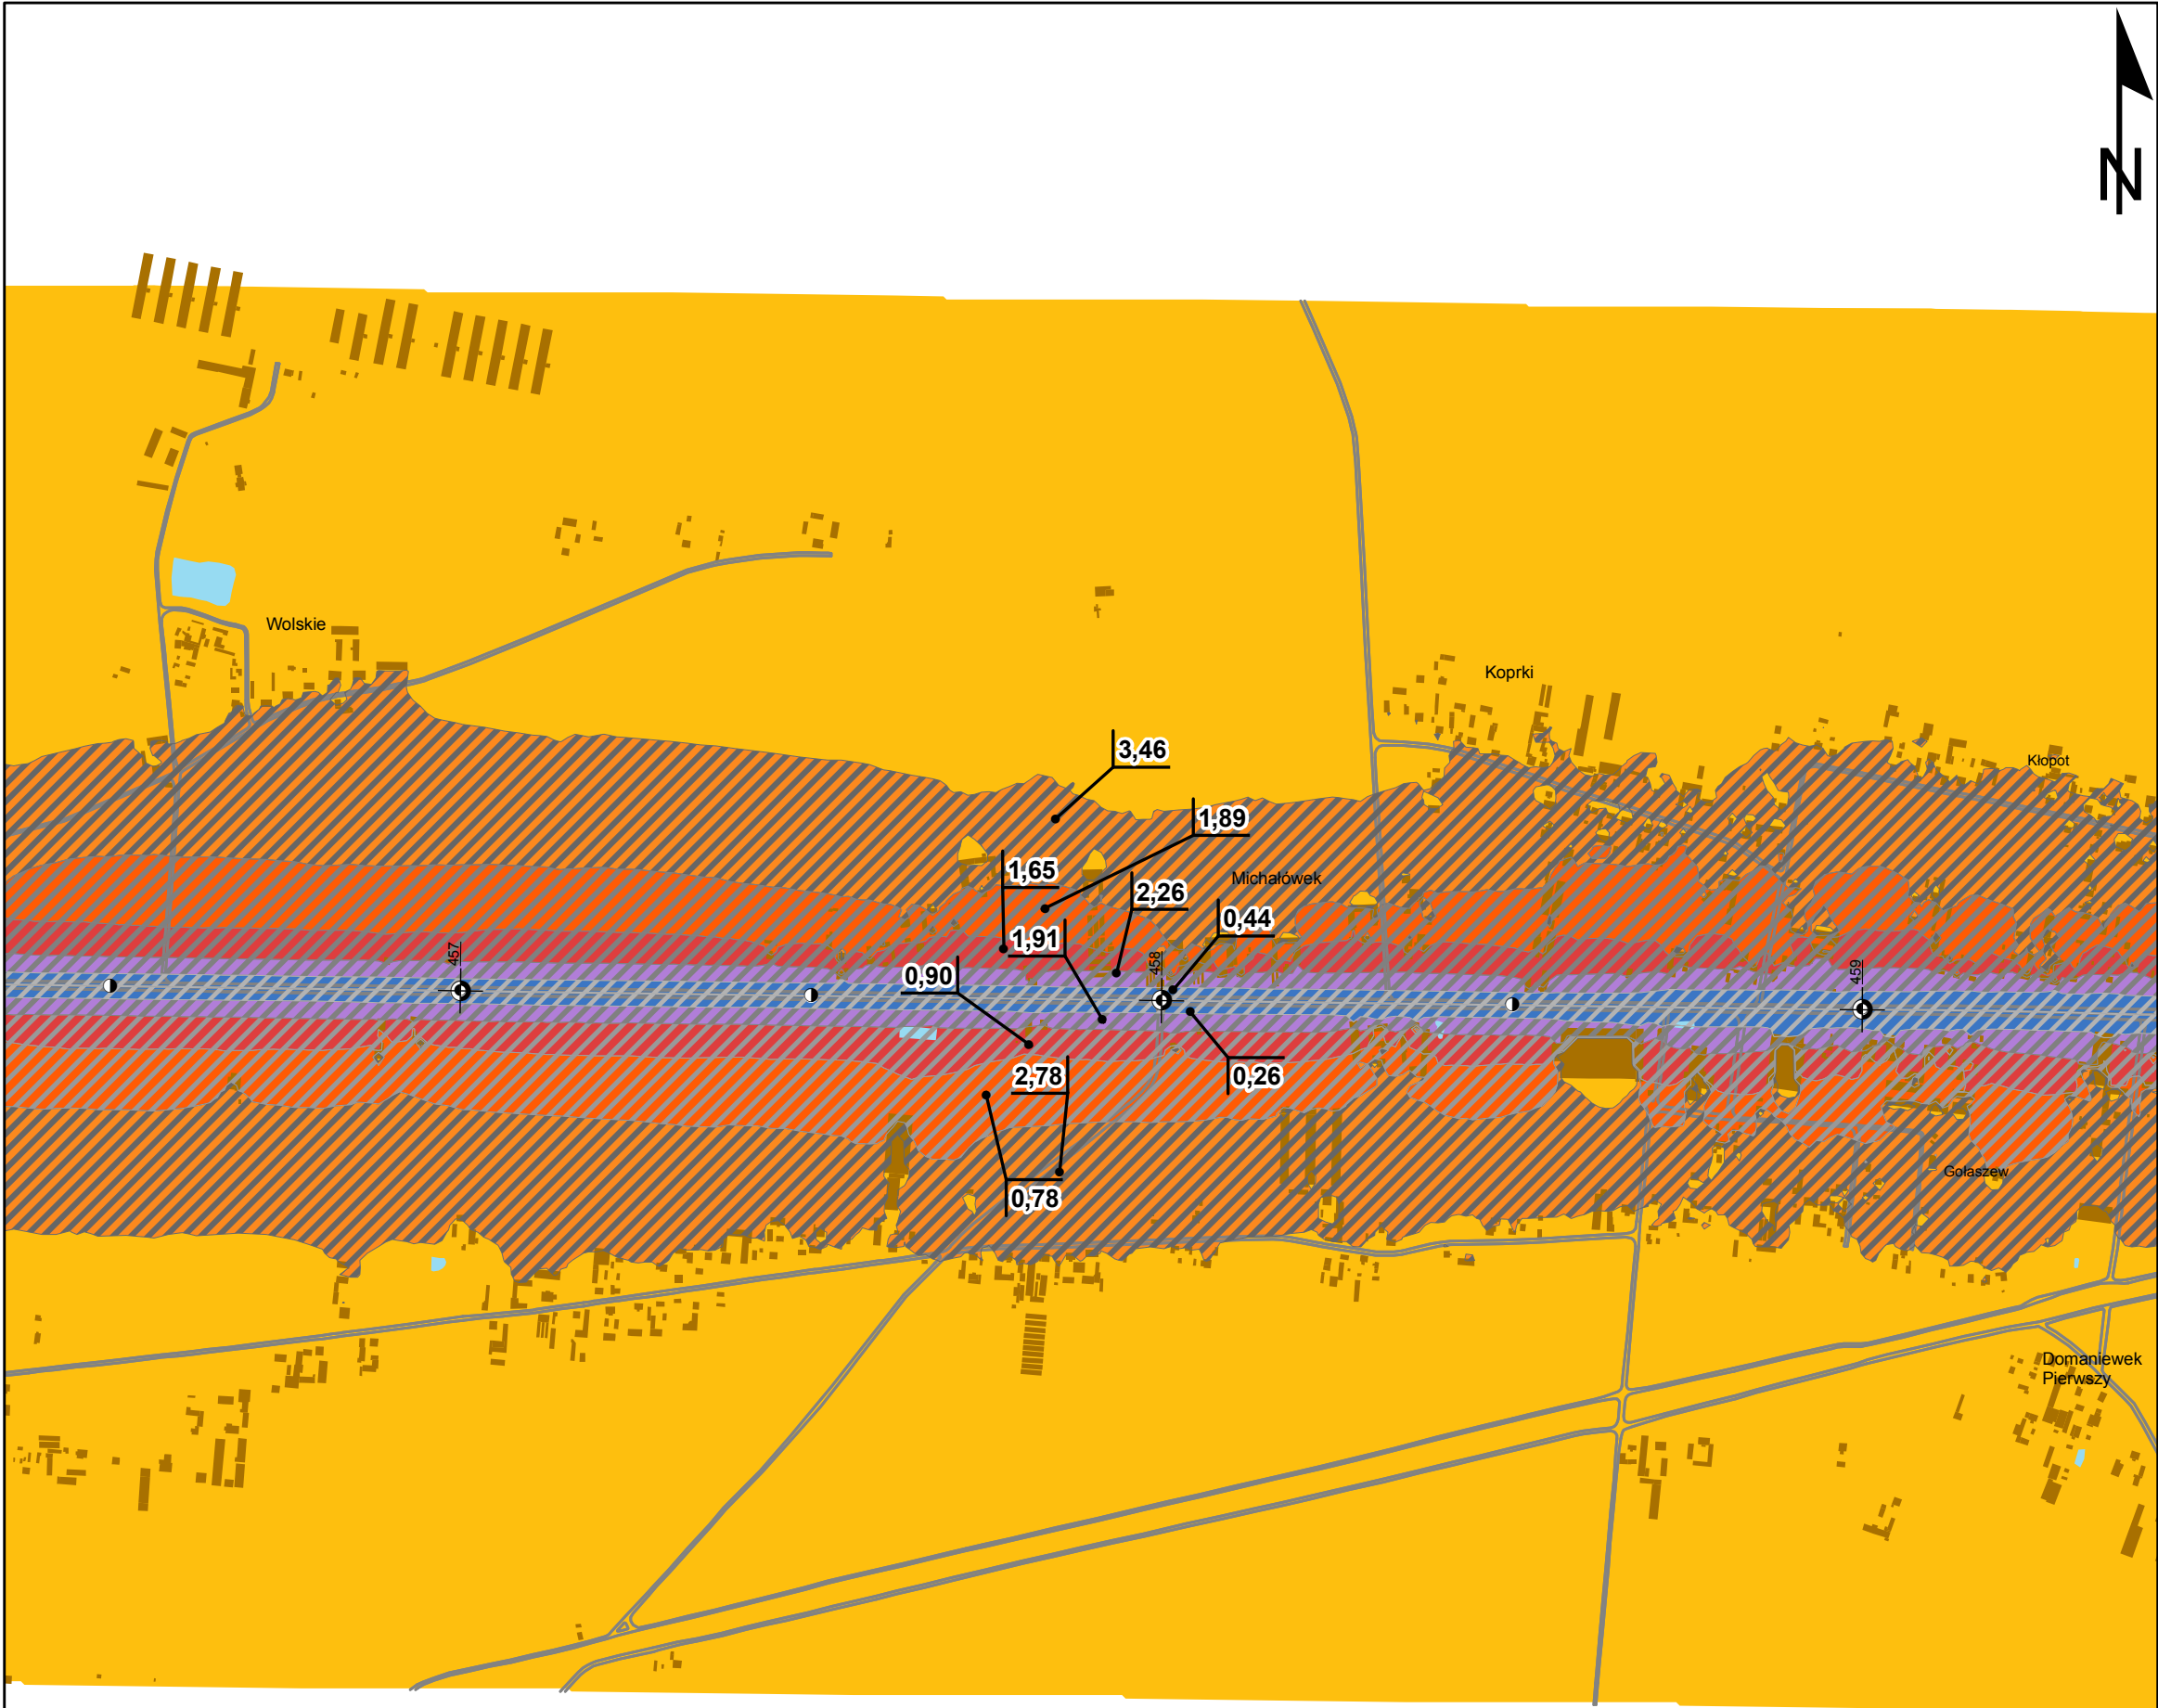 N
Wolskie
Koprki
3,46
Kłopot
1,89
1,65
Michałówek
2,26
0,44
1,91
457
458
459
0,90
2,78
0,26
Gołaszew
0,78
Domaniewek
Pierwszy